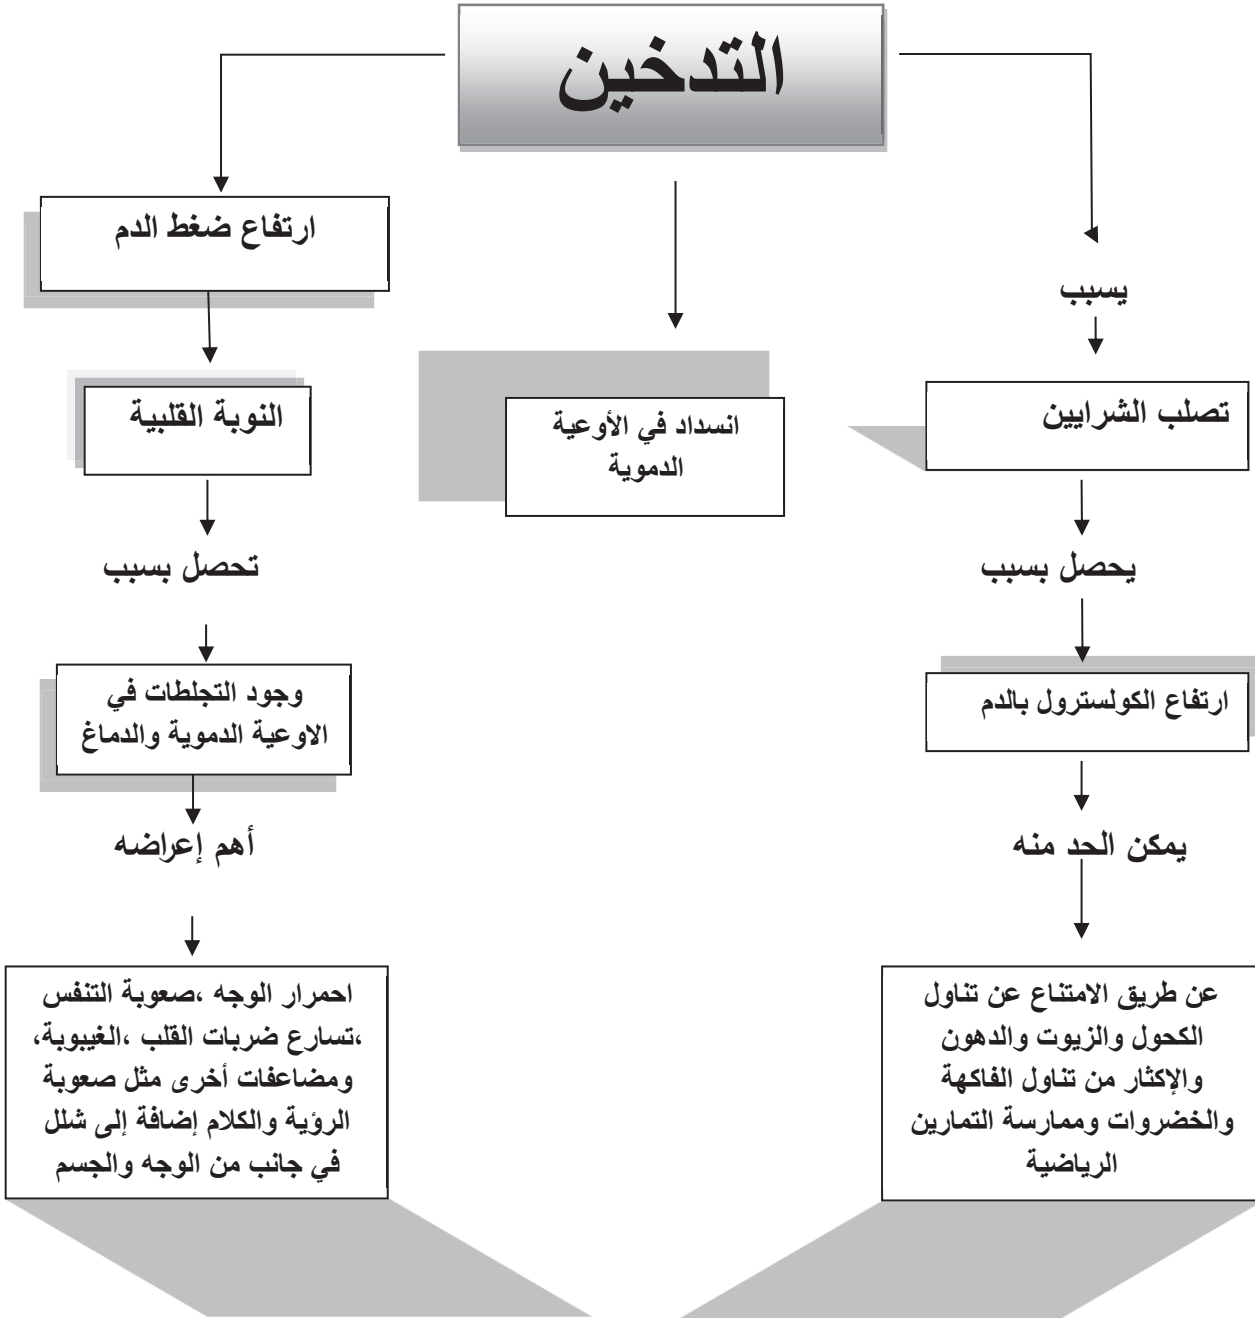 التدخين
يسبب
تصلب الشرايين
يحصل بسبب
ارتفاع الكولسترول بالدم
يمكن الحد منه
عن طريق الامتناع عن تناول
الكحول والزيوت والدهون
والإكثار من تناول الفاكهة
والخضروات وممارسة التمارين
الرياضية
انسداد في الأوعية
الدموية
ارتفاع ضغط الدم
النوبة القلبية
تحصل بسبب
وجود التجلطات في
الاوعية الدموية والدماغ
أهم إعراضه
احمرار الوجه ،صعوبة التنفس
،تسارع ضربات القلب ،الغيبوبة،
ومضاعفات أخرى مثل صعوبة
الرؤية والكلام إضافة إلى شلل
في جانب من الوجه والجسم